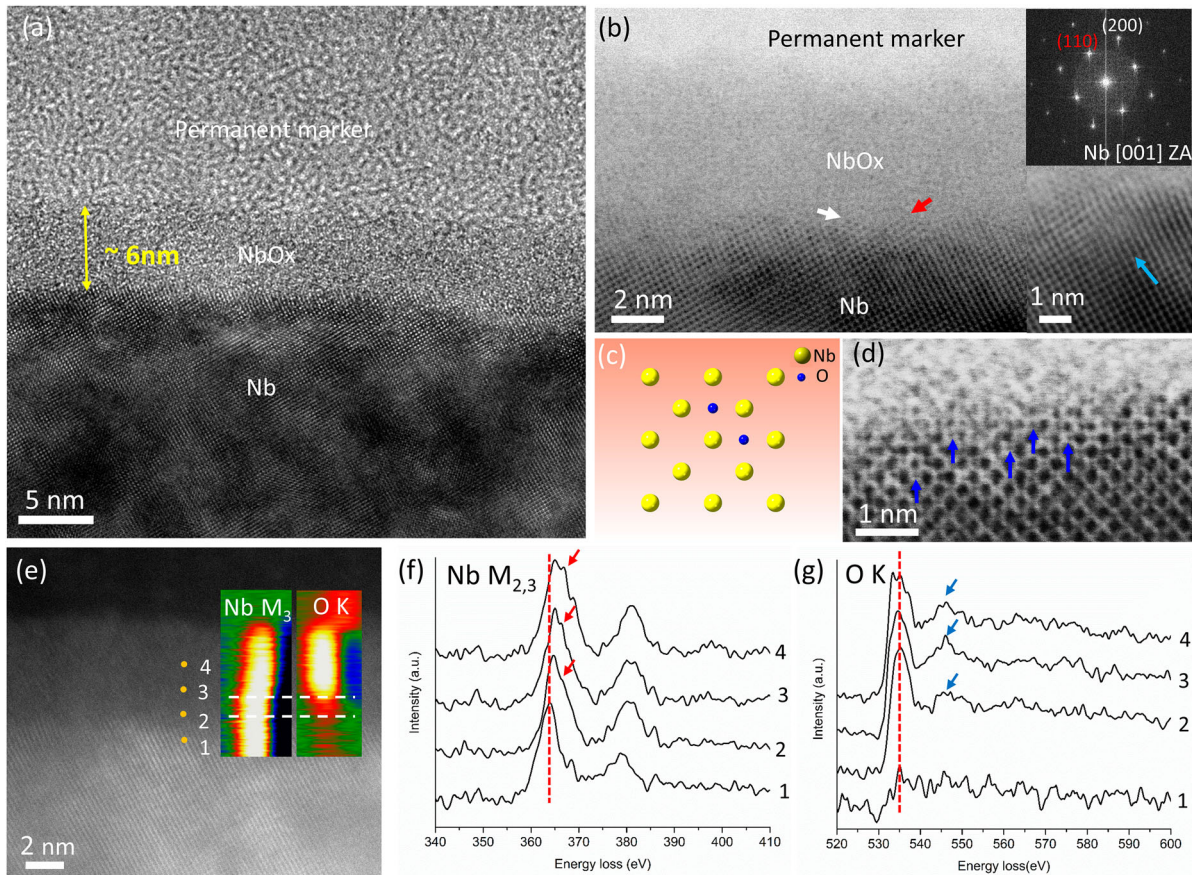 (a)
Permanent marker
~ 6nm
NbOx
Nb
5 nm
(b)
Permanent marker
NbOx
Nb
2 nm
(200)
(110)
Nb [001] ZA
1 nm
(c)
Nb
O
(d)
1 nm
(e)
Nb M3
O K
4
3
2
1
2 nm
(f)
Nb M2,3
4
3
2
1
Intensity (a.u.)
340 350 360 370 380 390 400 410
Energy loss (eV)
(g)
O K
4
3
2
1
Intensity (a.u.)
520 530 540 550 560 570 580 590 600
Energy loss(eV)